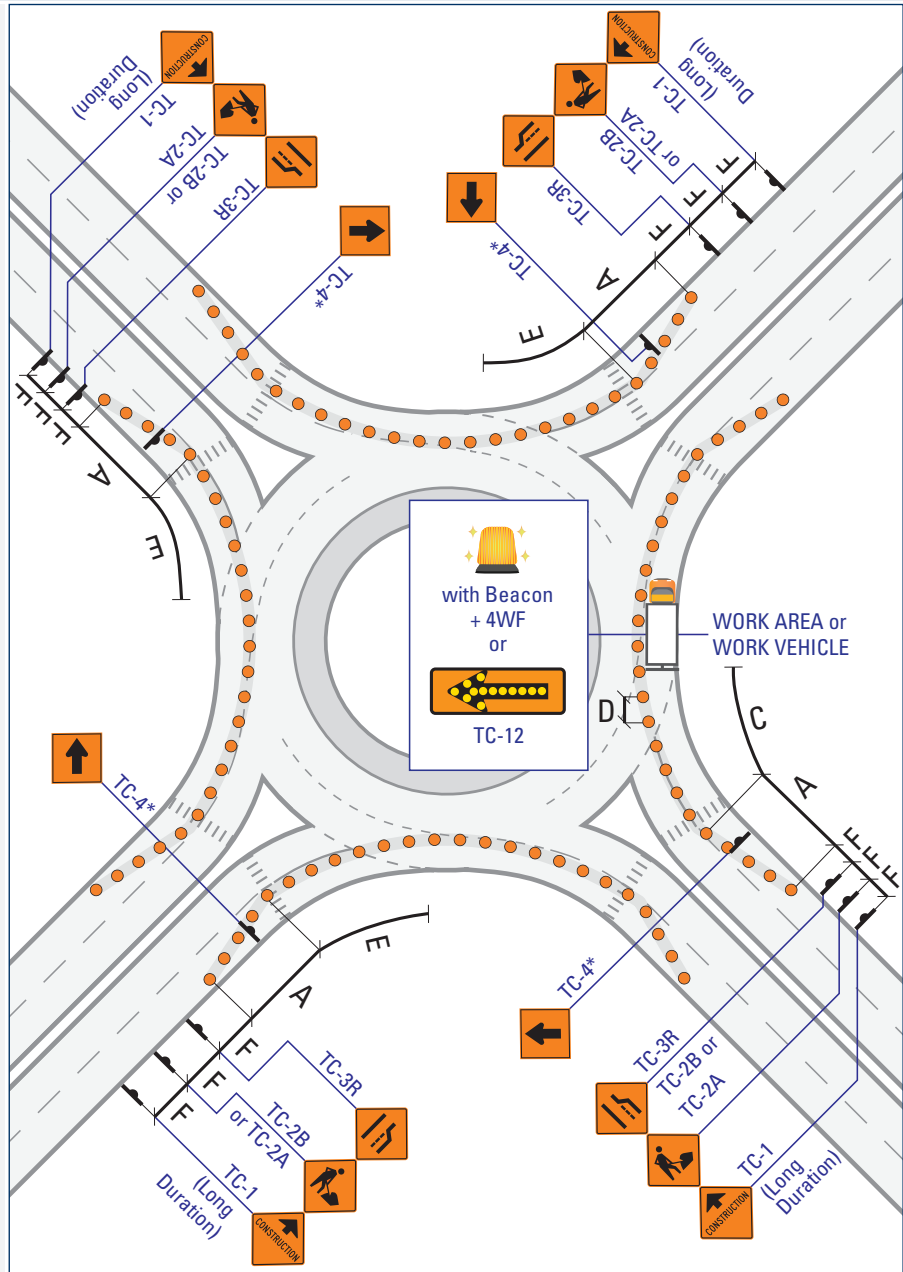 CONSTRUCTION
TC-1
(Long
Duration)
TC-2B or
TC-2A
TC-3R
TC-4*
F
F
F
A
E
CONSTRUCTION
TC-1
(Long
Duration)
TC-2B
or TC-2A
TC-3R
TC-4*
F
F
F
A
E
with Beacon
+ 4WF
or
TC-12
WORK AREA or
WORK VEHICLE
D
C
A
F
F
F
TC-4*
TC-3R
TC-2B or
TC-2A
TC-1
(Long
Duration)
CONSTRUCTION
TC-4*
E
A
F
F
F
TC-3R
TC-2B
or TC-2A
TC-1
(Long
Duration)
CONSTRUCTION